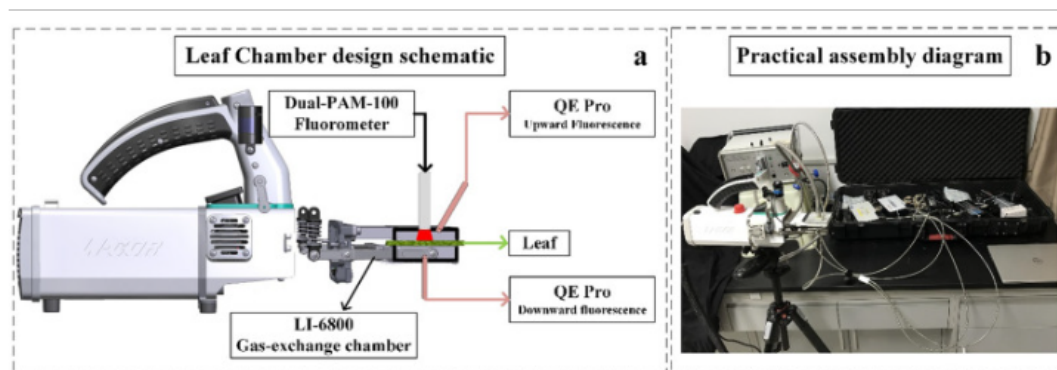 Leaf Chamber design schematic
a
Dual-PAM-100
Fluorometer
QE Pro
Upward Fluorescence
Leaf
QE Pro
Downward fluorescence
LI-6800
Gas-exchange chamber
Practical assembly diagram
b